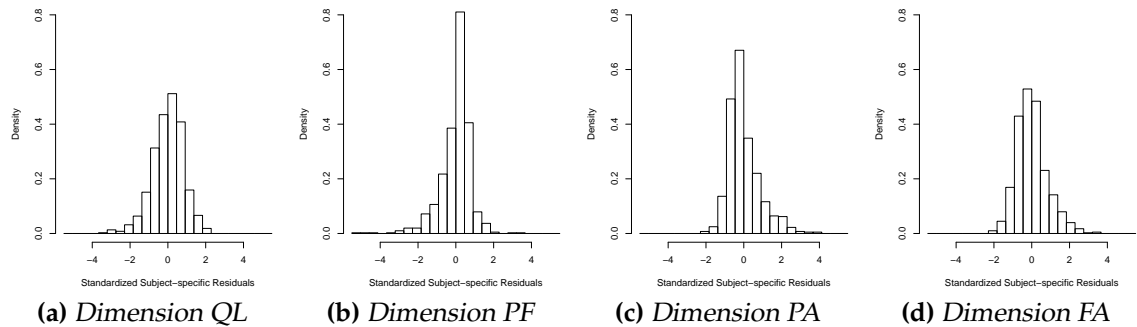 0.0 0.2 0.4 0.6 0.8
Density
−4 −2 0 2 4
Standardized Subject−specific Residuals
(a) Dimension QL
0.0 0.2 0.4 0.6 0.8
Density
−4 −2 0 2 4
Standardized Subject−specific Residuals
(b) Dimension PF
0.0 0.2 0.4 0.6 0.8
Density
−4 −2 0 2 4
Standardized Subject−specific Residuals
(c) Dimension PA
0.0 0.2 0.4 0.6 0.8
Density
−4 −2 0 2 4
Standardized Subject−specific Residuals
(d) Dimension FA